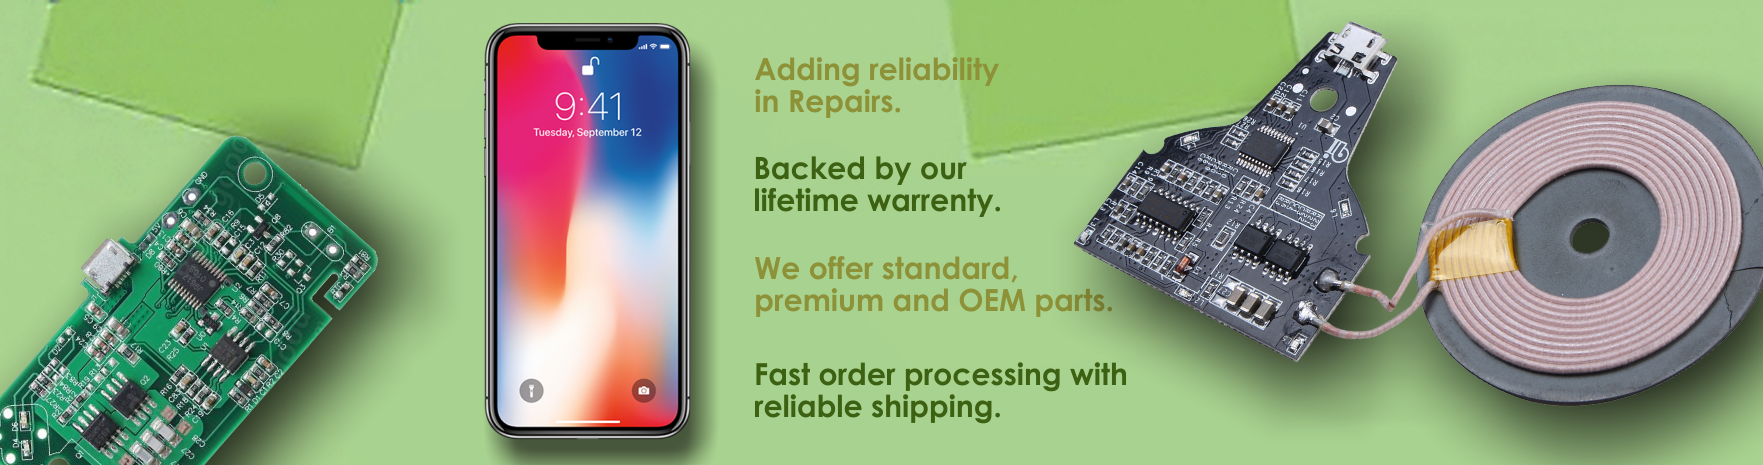 9:41
Tuesday, September 12
Adding reliability
in Repairs.
Backed by our
lifetime warrenty.
We offer standard,
premium and OEM parts.
Fast order processing with
reliable shipping.
GND